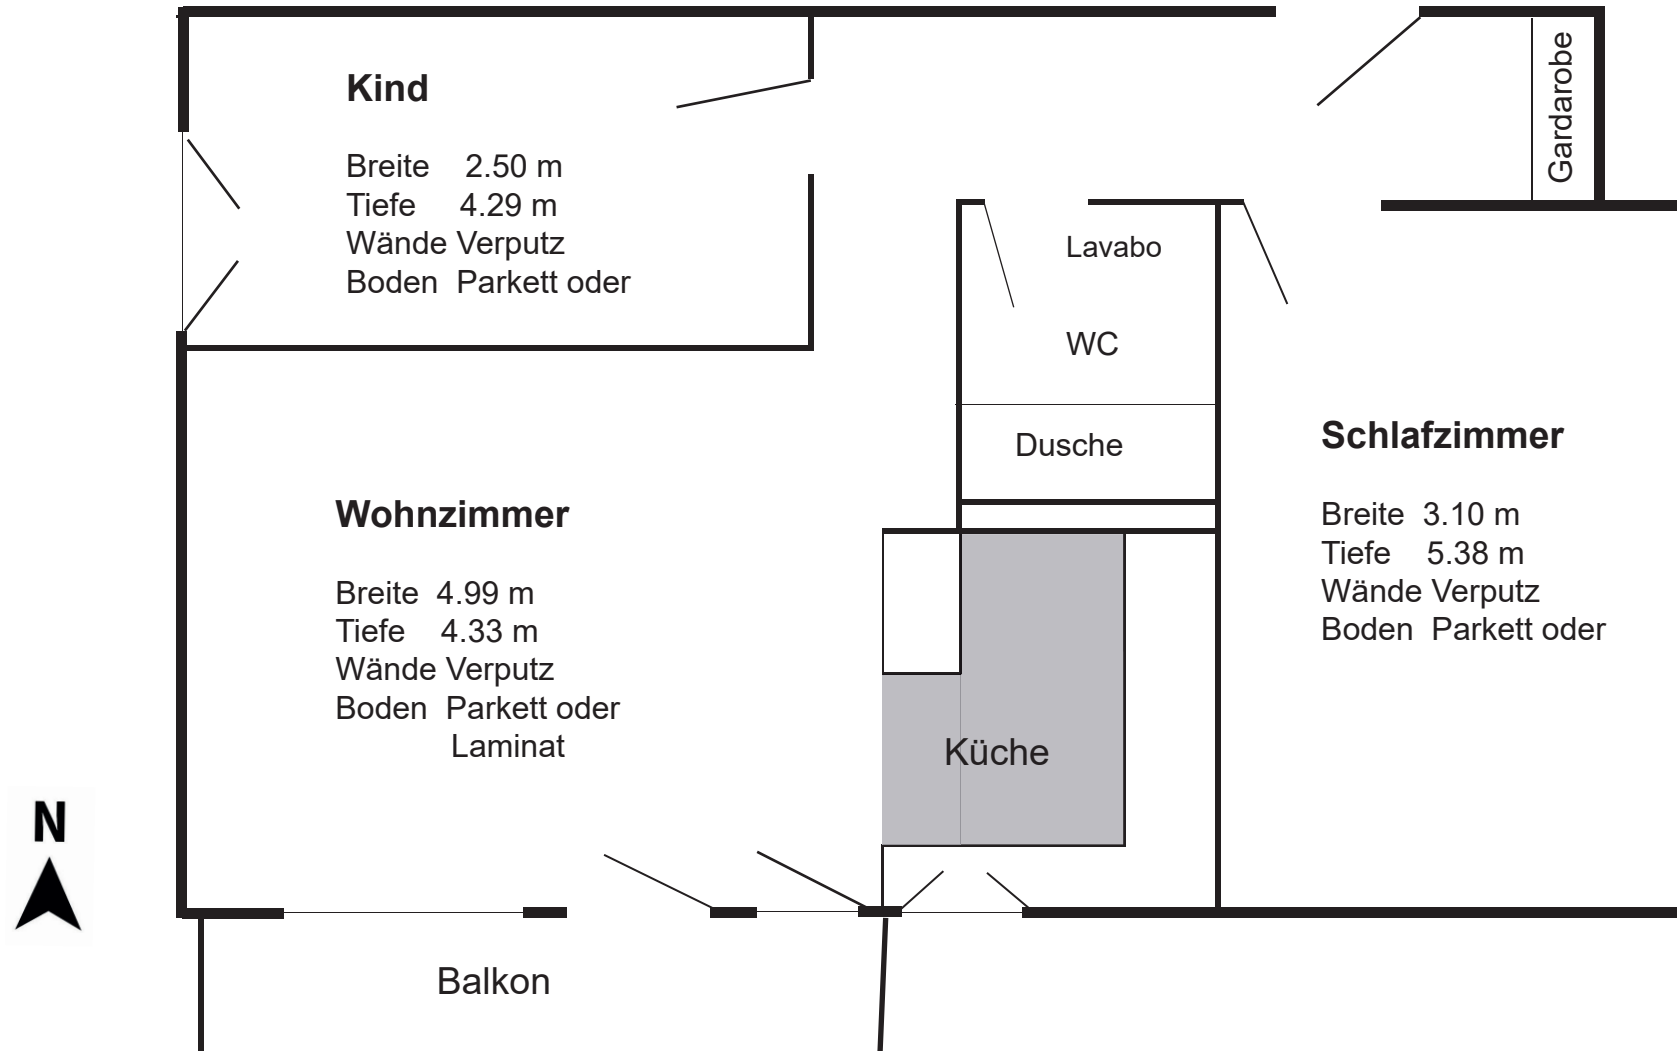 Kind
Breite 2.50 m
Tiefe 4.29 m
Wände Verputz
Boden Parkett oder
Gardarobe
Lavabo
WC
Dusche
Schlafzimmer
Breite 3.10 m
Tiefe 5.38 m
Wände Verputz
Boden Parkett oder
Wohnzimmer
Breite 4.99 m
Tiefe 4.33 m
Wände Verputz
Boden Parkett oder
Laminat
Küche
N
Balkon